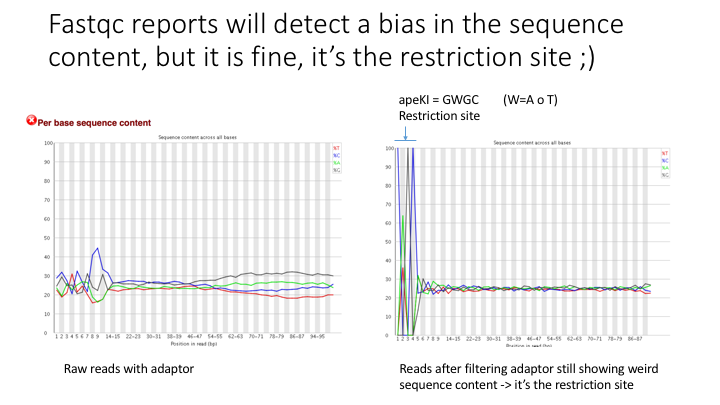 Fastqc reports will detect a bias in the sequence
content, but it is fine, it's the restriction site ;)
apeKI = GWGC (W=A o T)
Restriction site
Per base sequence content
Sequence content across all bases
%T
%C
%A
%G
100
90
80
70
60
50
40
30
20
10
0
1 2 3 4 5 6 7 8 9 14-15 22-23 30-31 38-39 46-47 54-55 62-63 70-71 78-79 86-87 94-95
Position in read (bp)
Sequence content across all bases
%T
%C
%A
%G
100
90
80
70
60
50
40
30
20
10
0
1 2 3 4 5 6 7 8 9 14-15 22-23 30-31 38-39 46-47 54-55 62-63 70-71 78-79 86-87
Position in read (bp)
Raw reads with adaptor
Reads after filtering adaptor still showing weird
sequence content -> it's the restriction site